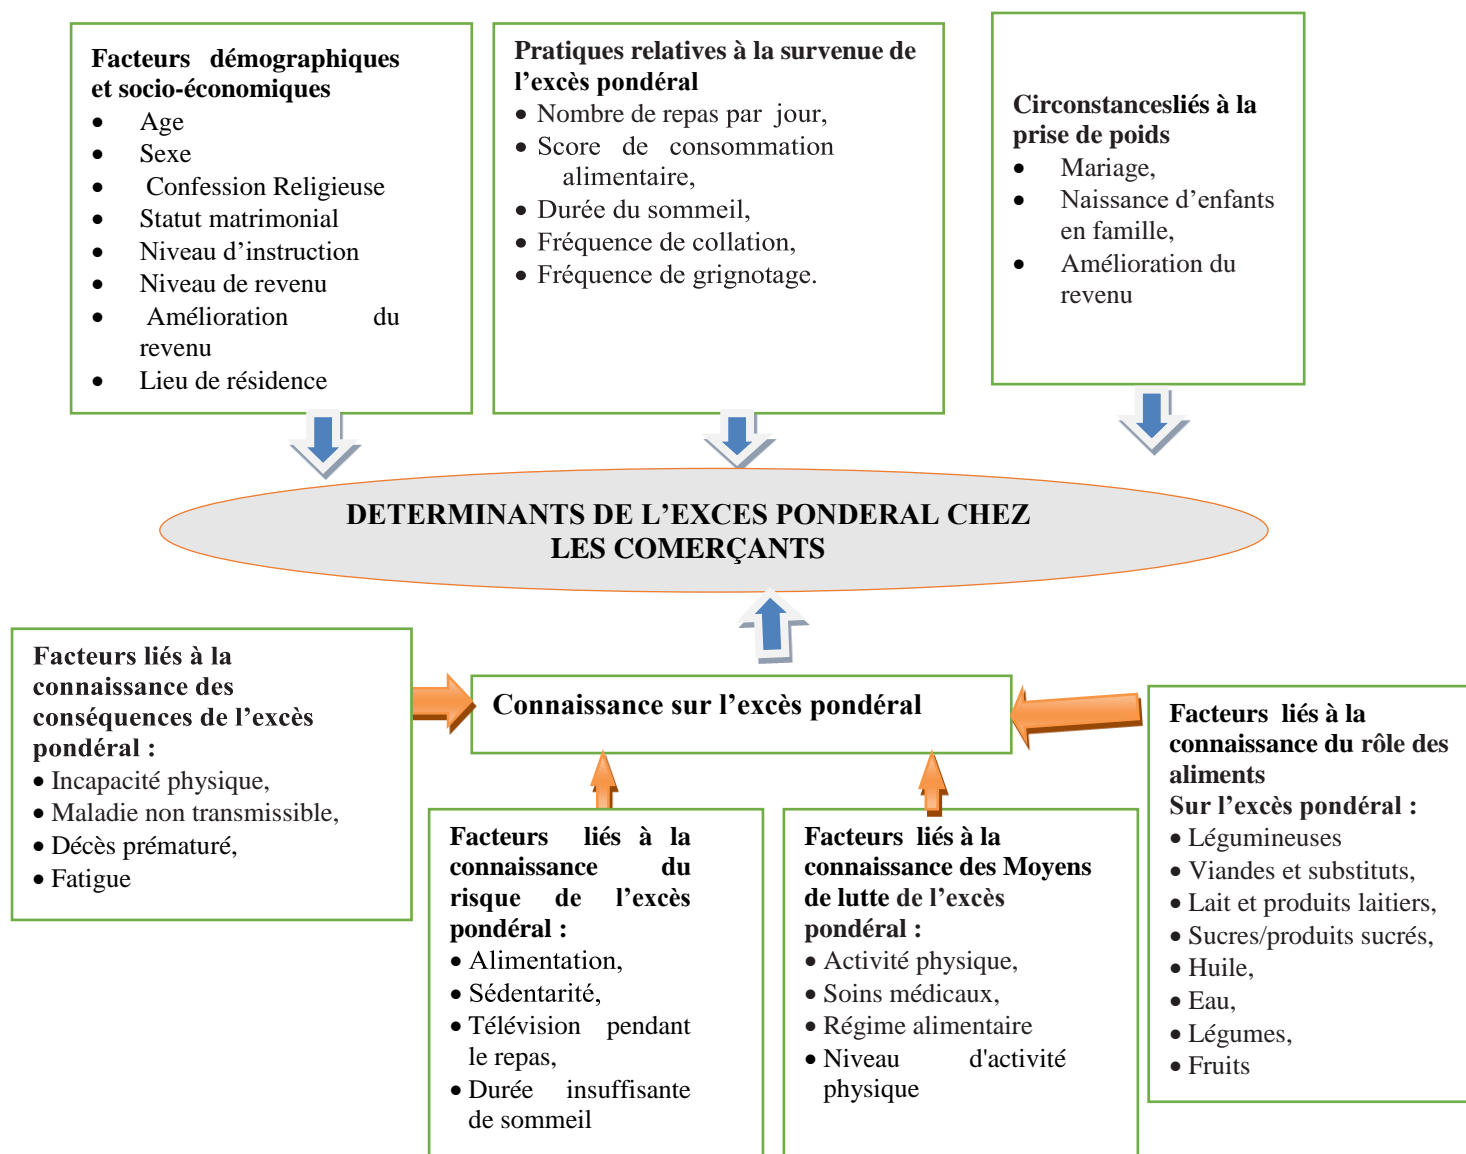 Facteurs démographiques
et socio-économiques
• Age
• Sexe
• Confession Religieuse
• Statut matrimonial
• Niveau d’instruction
• Niveau de revenu
• Amélioration du
revenu
• Lieu de résidence
Pratiques relatives à la survenue de
l’excès pondéral
• Nombre de repas par jour,
• Score de consommation
alimentaire,
• Durée du sommeil,
• Fréquence de collation,
• Fréquence de grignotage.
Circonstancesliés à la
prise de poids
• Mariage,
• Naissance d’enfants
en famille,
• Amélioration du
revenu
DETERMINANTS DE L’EXCES PONDERAL CHEZ
LES COMERÇANTS
Facteurs liés à la
connaissance des
conséquences de l’excès
pondéral :
• Incapacité physique,
• Maladie non transmissible,
• Décès prématuré,
• Fatigue
Connaissance sur l’excès pondéral
Facteurs liés à la
connaissance du
risque de l’excès
pondéral :
• Alimentation,
• Sédentarité,
• Télévision pendant
le repas,
• Durée insuffisante
de sommeil
Facteurs liés à la
connaissance des Moyens
de lutte de l’excès
pondéral :
• Activité physique,
• Soins médicaux,
• Régime alimentaire
• Niveau d'activité
physique
Facteurs liés à la
connaissance du rôle des
aliments
Sur l’excès pondéral :
• Légumineuses
• Viandes et substituts,
• Lait et produits laitiers,
• Sucres/produits sucrés,
• Huile,
• Eau,
• Légumes,
• Fruits